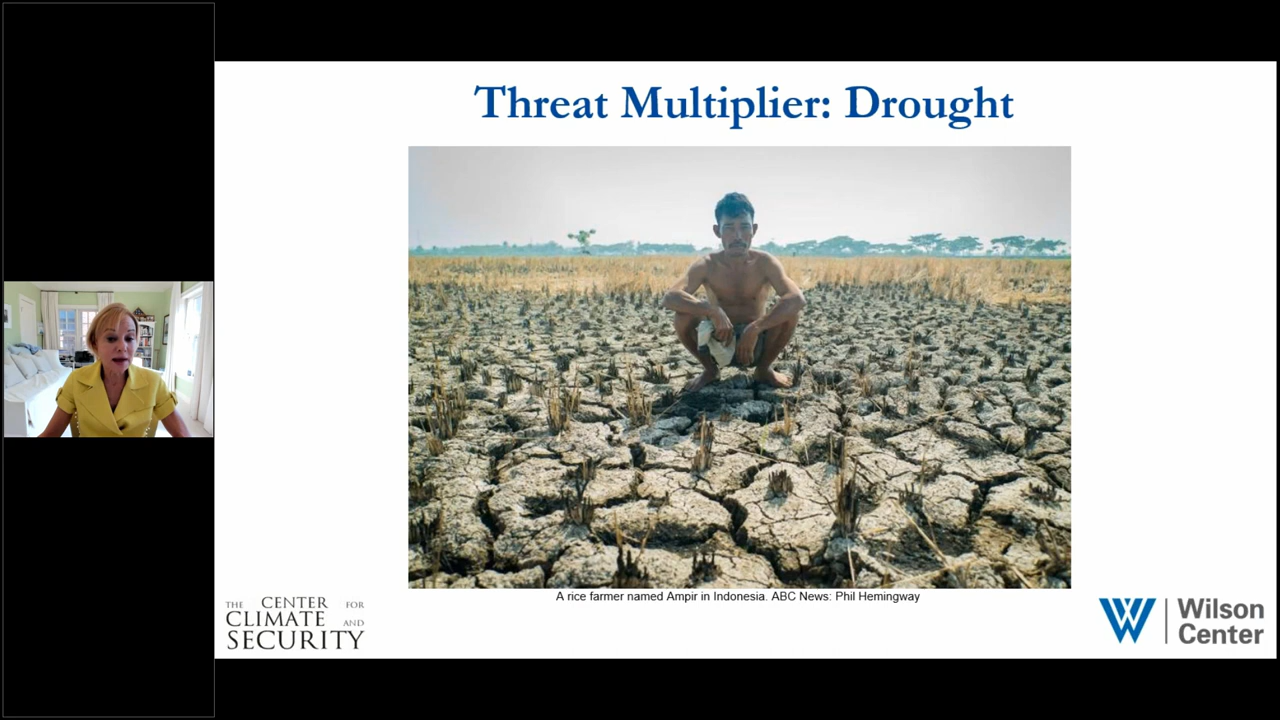 Threat Multiplier: Drought
A rice farmer named Ampir in Indonesia. ABC News: Phil Hemingway
THE CENTER FOR
CLIMATE AND
SECURITY
Wilson
Center